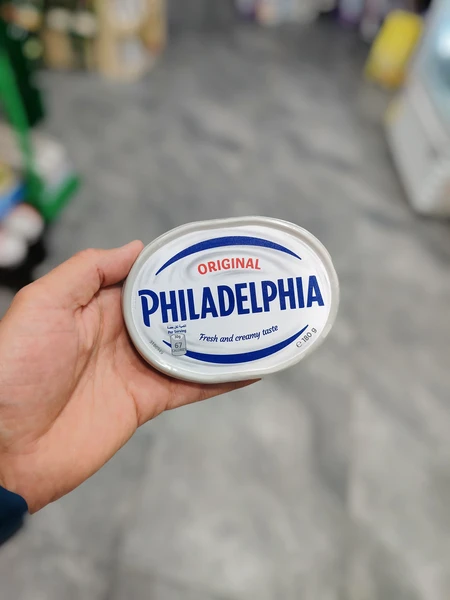 ORIGINAL
PHILADELPHIA
Fresh and creamy taste
Per Serving
67
℮ 180 g